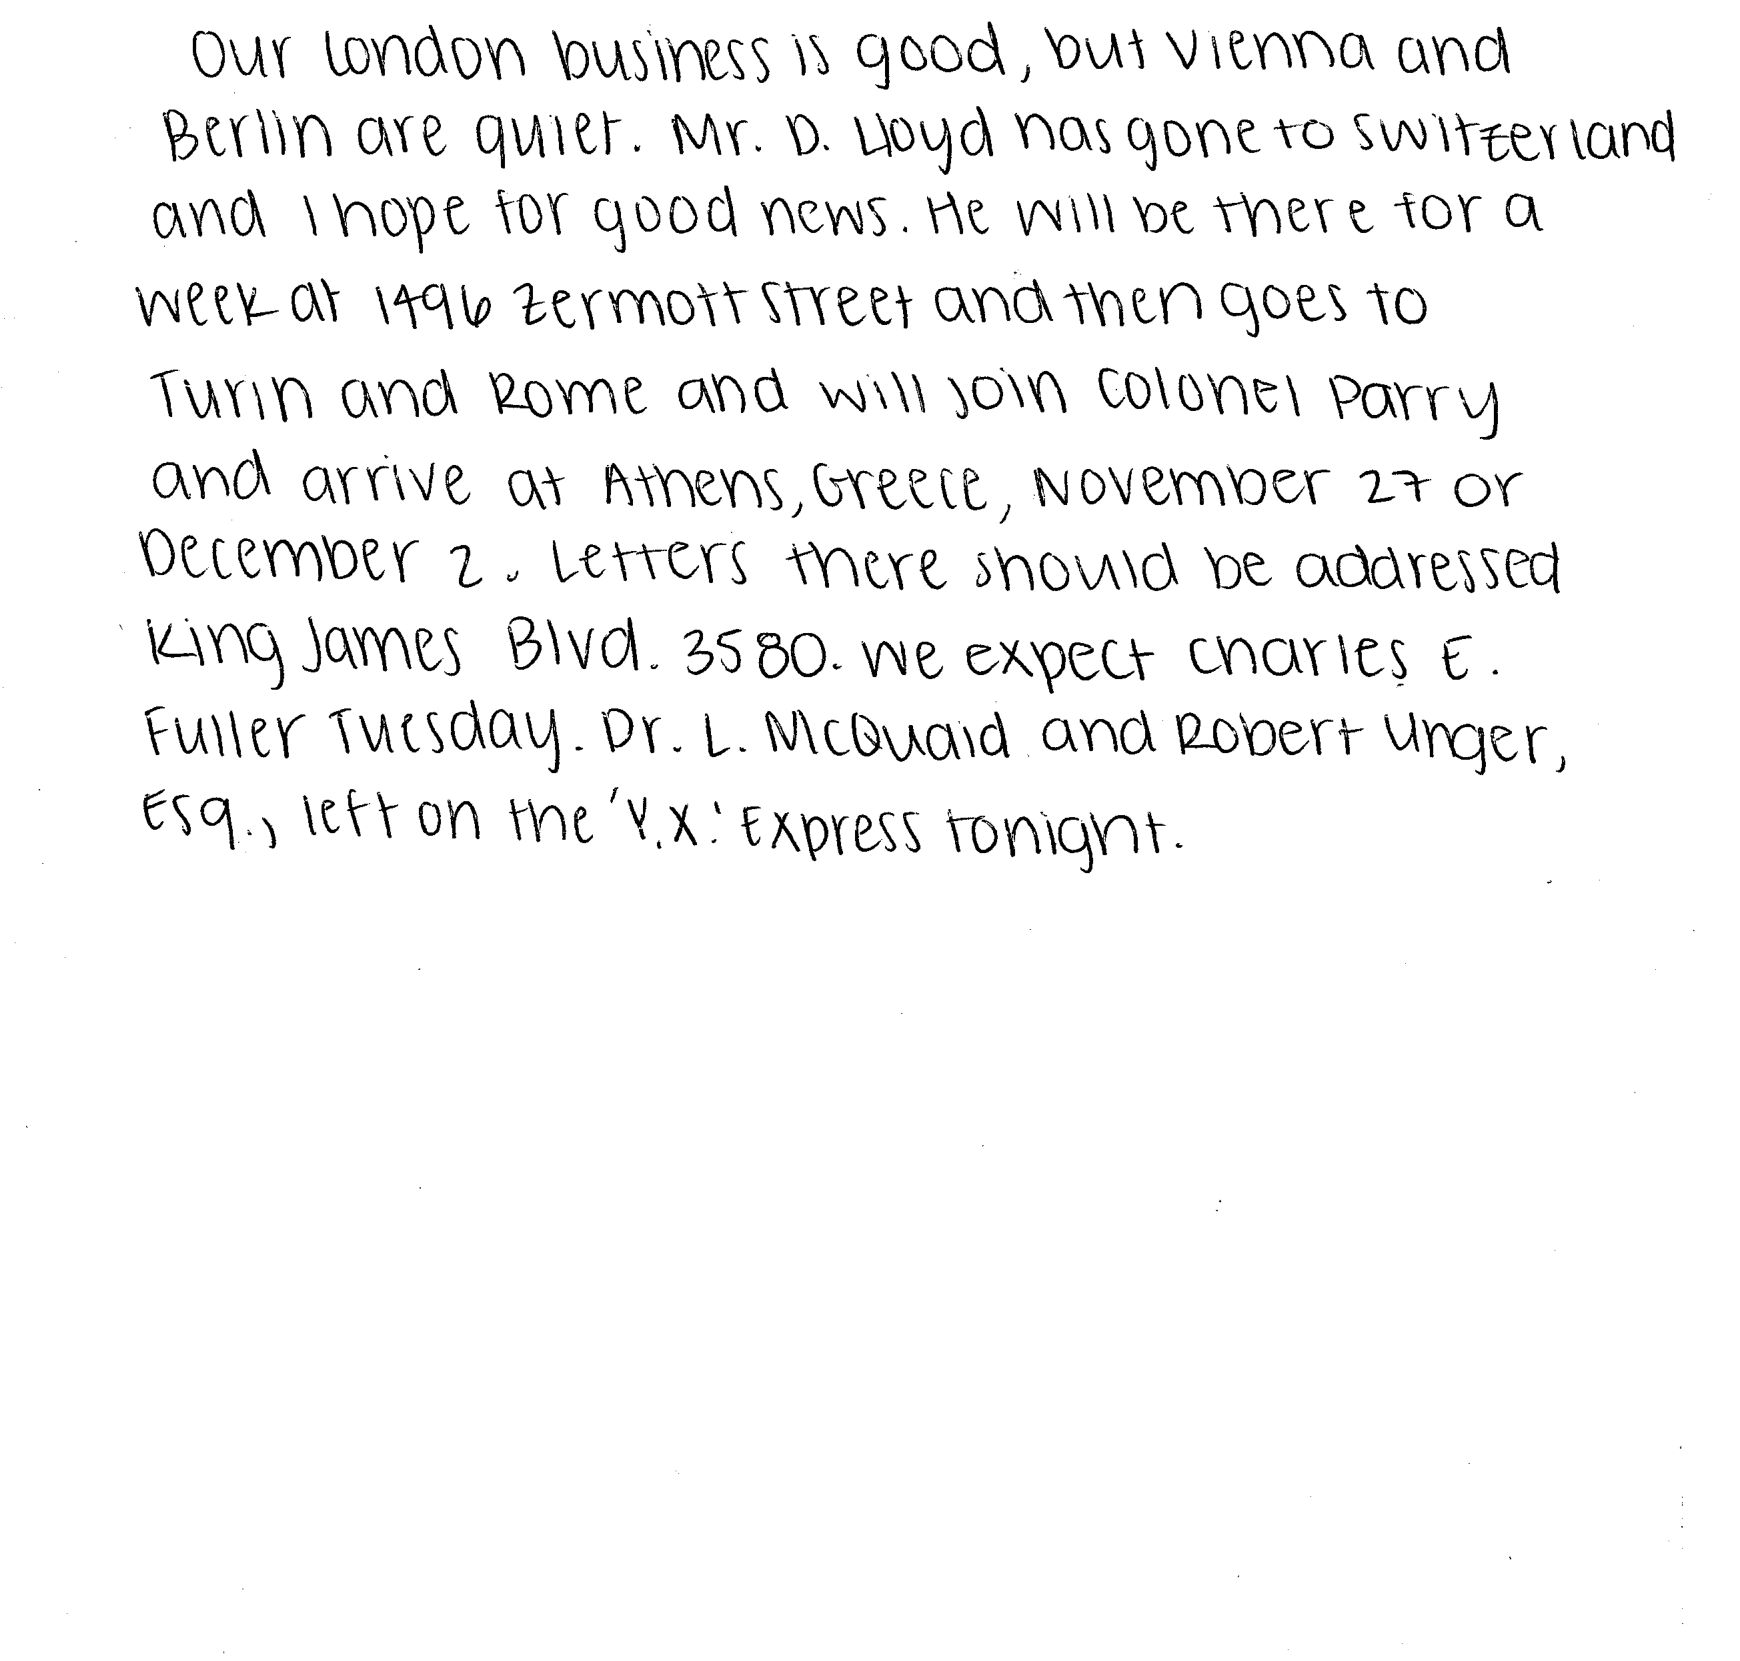 Our London business is good, but Vienna and
Berlin are quiet. Mr. D. Lloyd has gone to Switzerland
and I hope for good news. He will be there for a
week at 1496 Zermott Street and then goes to
Turin and Rome and will join Colonel Parry
and arrive at Athens, Greece, November 27 or
December 2. Letters there should be addressed
King James Blvd. 3580. We expect Charles E.
Fuller Tuesday. Dr. L. McQuaid and Robert Unger,
Esq., left on the 'Y.X.' Express tonight.